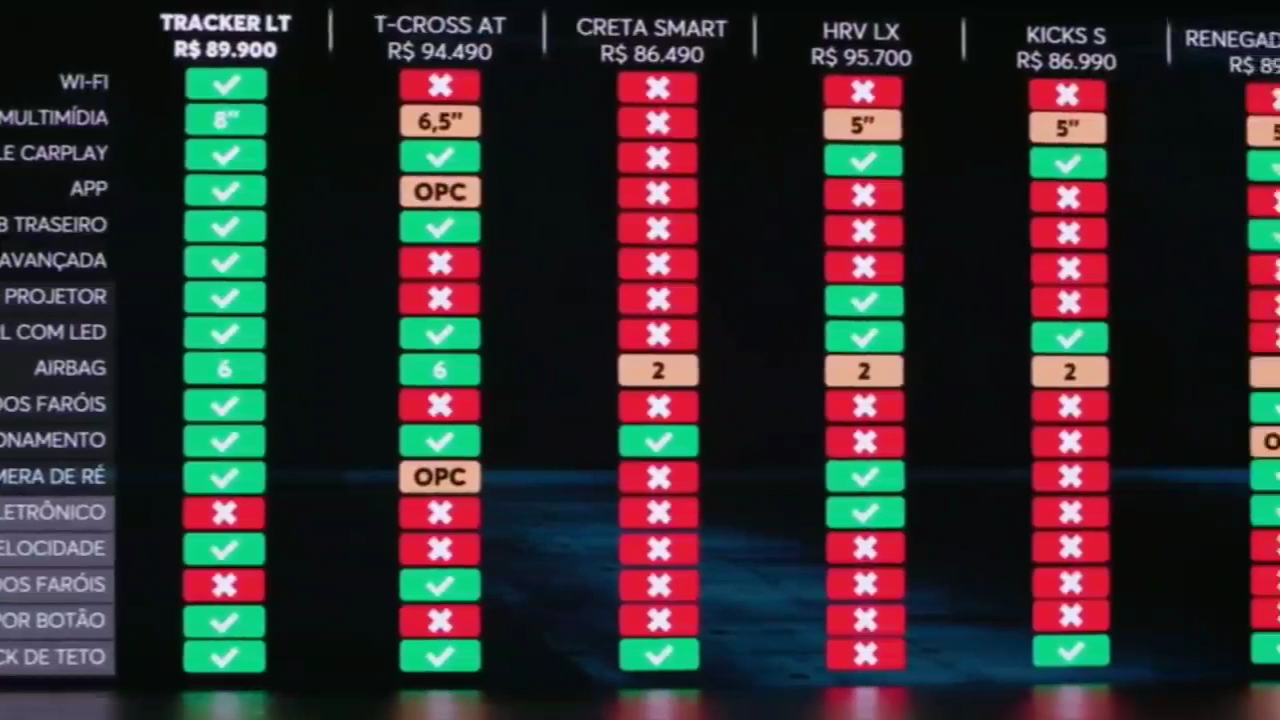 TRACKER LT T-CROSS AT CRETA SMART HRV LX KICKS S RENEGAD
R$ 89.900 R$ 94.490 R$ 86.490 R$ 95.700 R$ 86.990 R$ 89
WI-FI
MULTIMÍDIA 8" 6,5" 5" 5" 5
LE CARPLAY
APP OPC
B TRASEIRO
AVANÇADA
PROJETOR
L COM LED
AIRBAG 6 6 2 2 2
DOS FARÓIS
ONAMENTO O
MERA DE RÉ OPC
LETRÔNICO
ELOCIDADE
DOS FARÓIS
POR BOTÃO
CK DE TETO